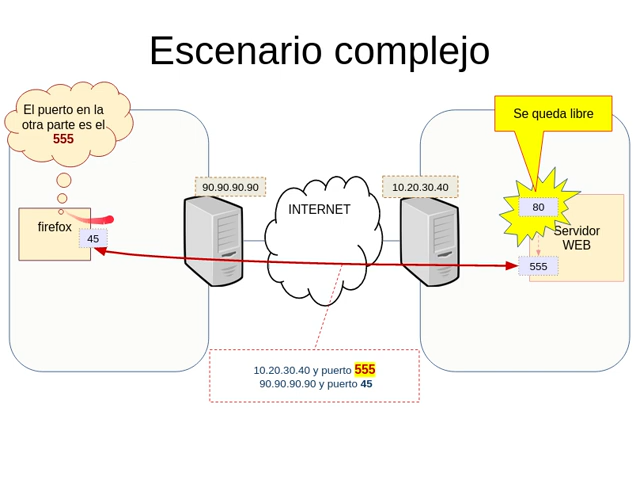 Escenario complejo
El puerto en la
otra parte es el
555
Se queda libre
90.90.90.90
10.20.30.40
INTERNET
80
firefox
45
Servidor
WEB
555
10.20.30.40 y puerto 555
90.90.90.90 y puerto 45